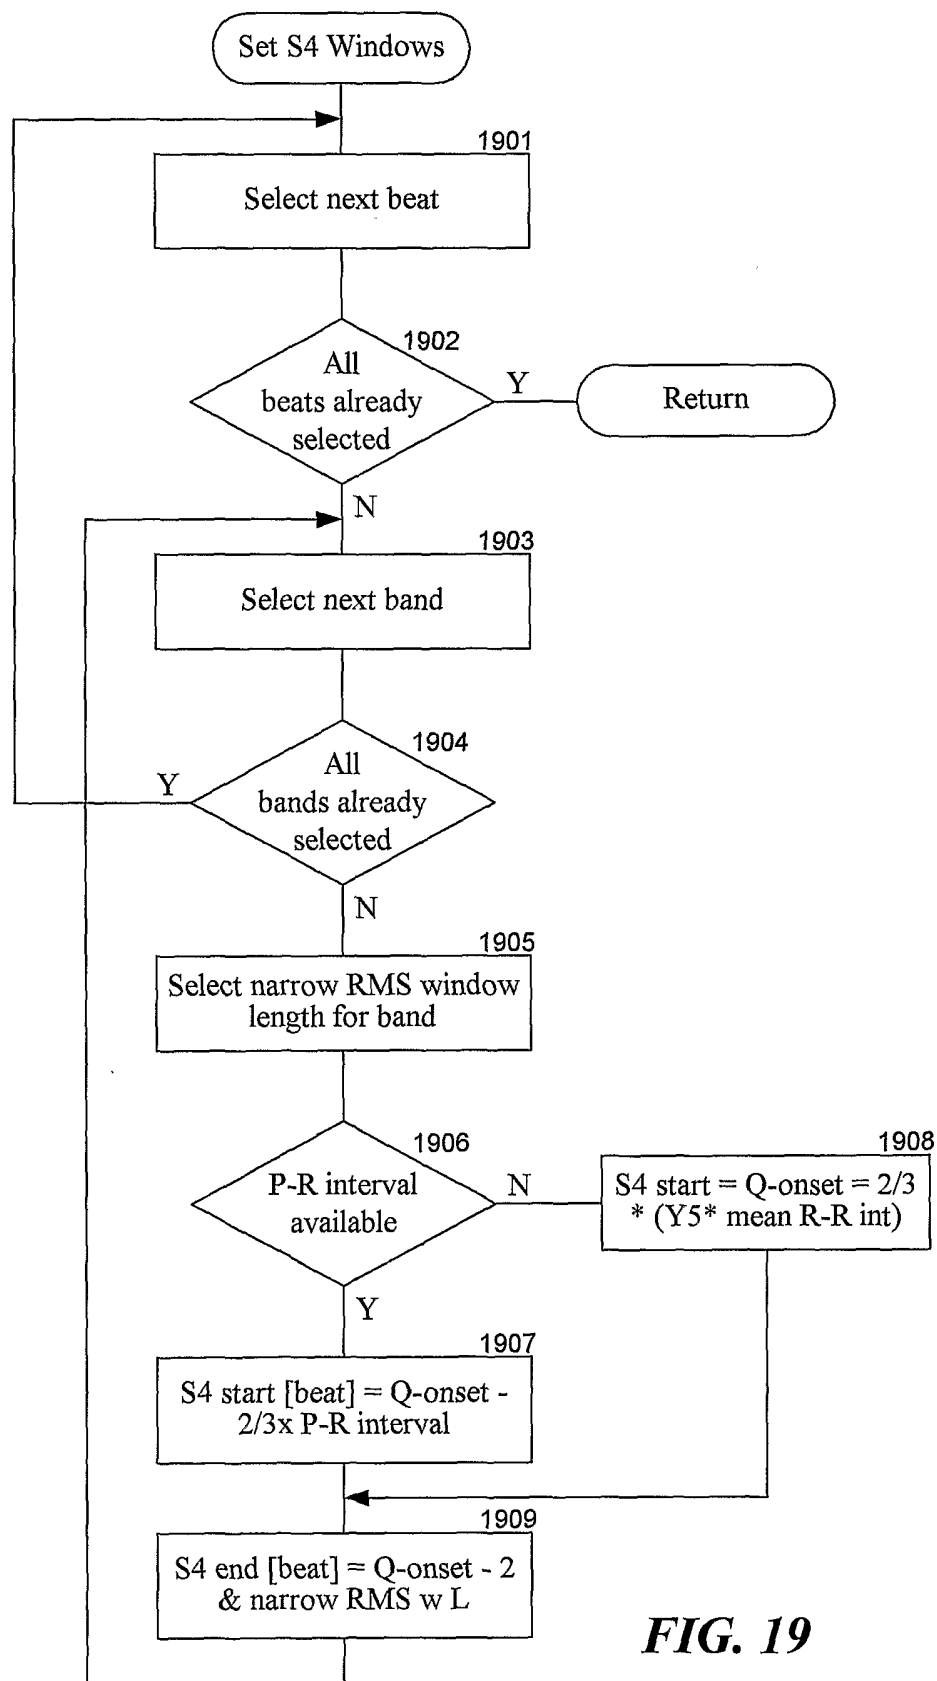 Set S4 Windows
1901
Select next beat
1902
All
beats already
selected
Y
Return
N
1903
Select next band
1904
All
bands already
selected
Y
N
1905
Select narrow RMS window
length for band
1906
P-R interval
available
N
1908
S4 start = Q-onset = 2/3
* (Y5* mean R-R int)
Y
1907
S4 start [beat] = Q-onset -
2/3x P-R interval
1909
S4 end [beat] = Q-onset - 2
& narrow RMS w L
FIG. 19